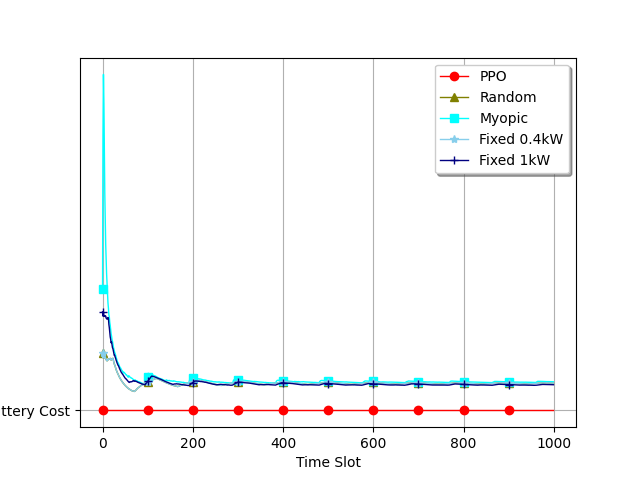 PPO
Random
Myopic
Fixed 0.4kW
Fixed 1kW
ttery Cost
0
200
400
600
800
1000
Time Slot